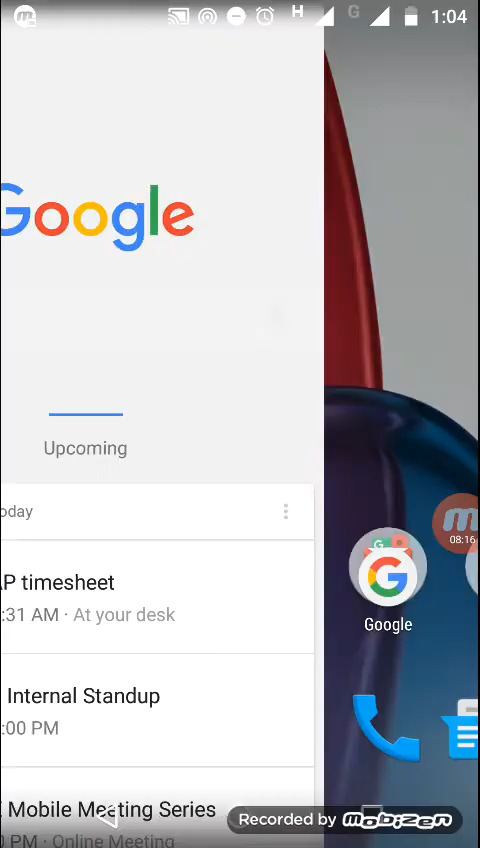 H G 1:04
Google
Upcoming
oday
P timesheet
:31 AM · At your desk
Internal Standup
:00 PM
Mobile Meeting Series
PM · Online Meeting
08:16
Google
Recorded by mobizen